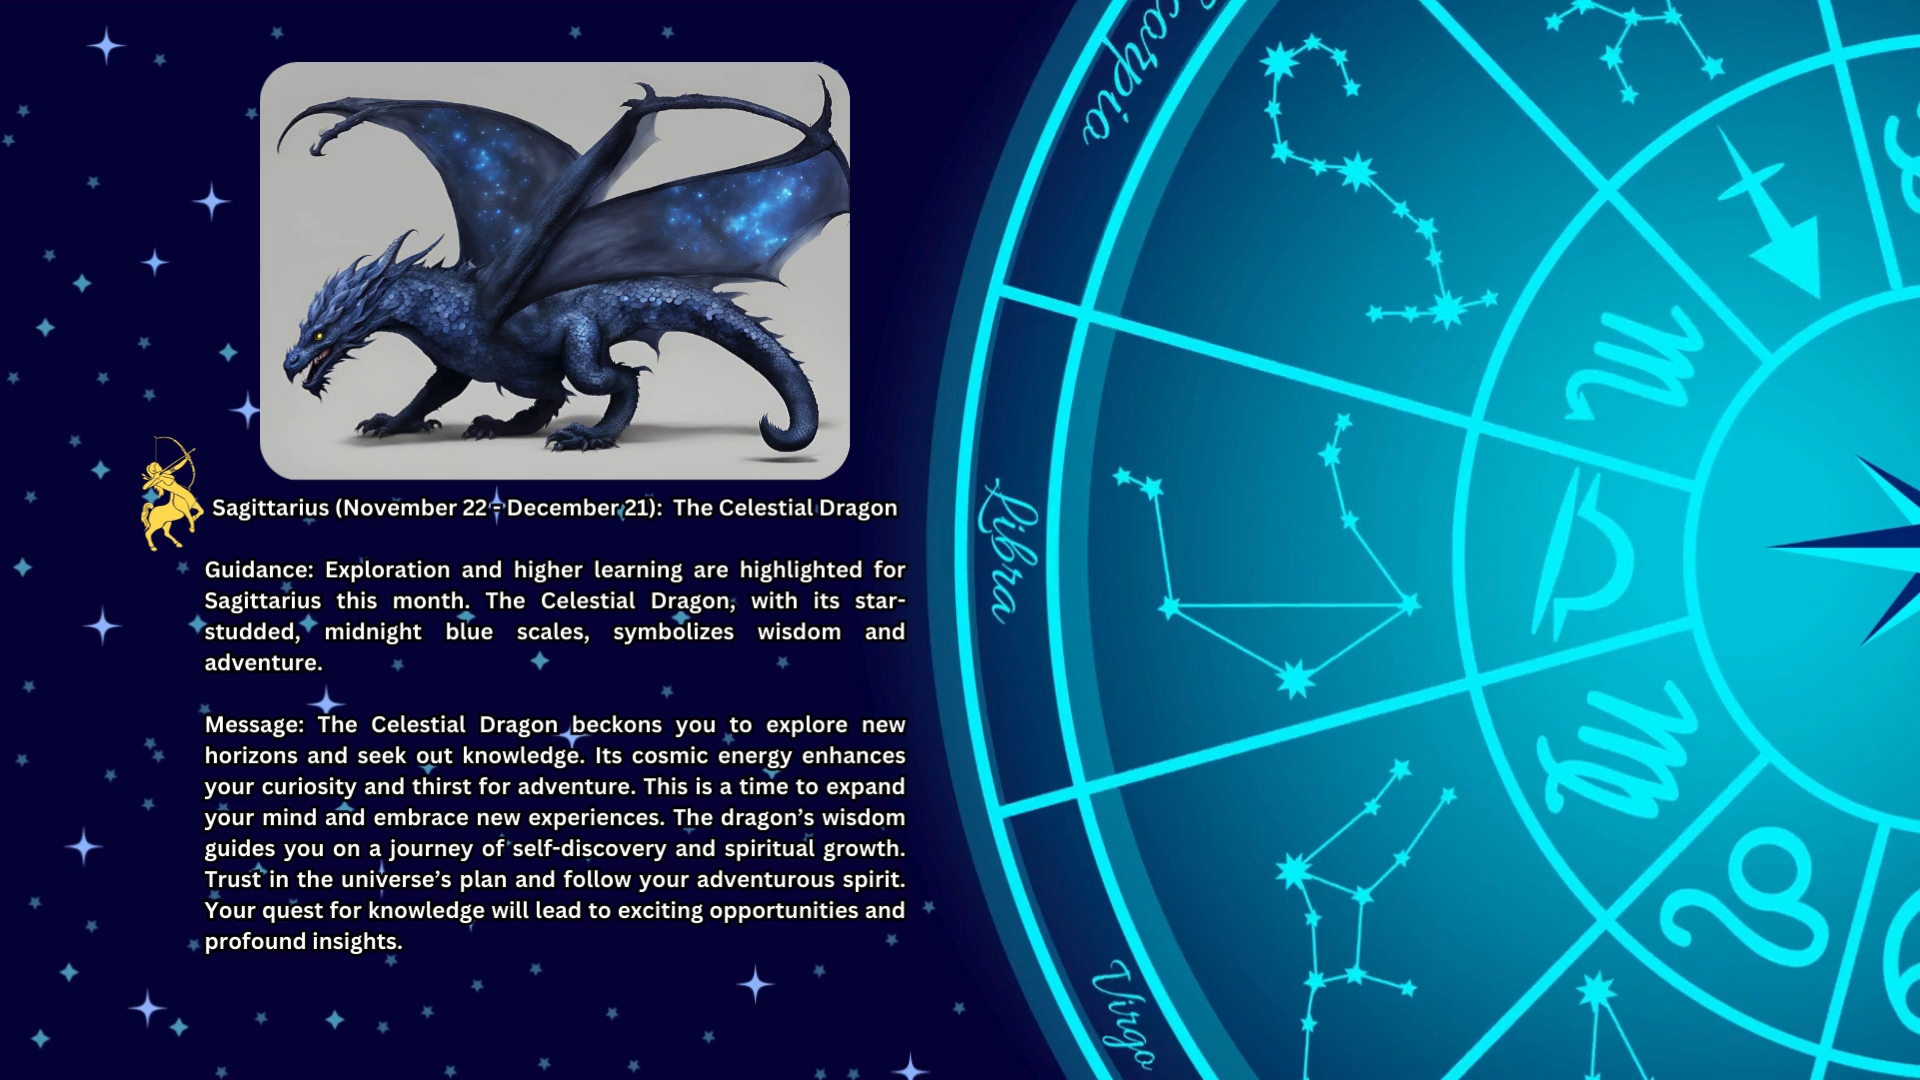 Scorpio
Sagittarius (November 22 - December 21):  The Celestial Dragon
Libra
Guidance: Exploration and higher learning are highlighted for
Sagittarius this month. The Celestial Dragon, with its star-
studded, midnight blue scales, symbolizes wisdom and
adventure.
Message: The Celestial Dragon beckons you to explore new
horizons and seek out knowledge. Its cosmic energy enhances
your curiosity and thirst for adventure. This is a time to expand
your mind and embrace new experiences. The dragon’s wisdom
guides you on a journey of self-discovery and spiritual growth.
Trust in the universe’s plan and follow your adventurous spirit.
Your quest for knowledge will lead to exciting opportunities and
profound insights.
Virgo